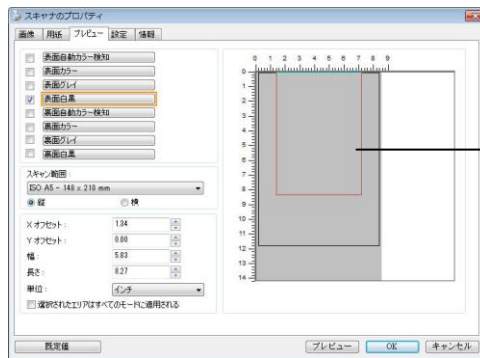 スキャナのプロパティ
画像 用紙 プレビュー 設定 情報
表面自動カラー検知
表面カラー
表面グレイ
表面白黒
裏面自動カラー検知
裏面カラー
裏面グレイ
裏面白黒
スキャン範囲:
ISO A5 - 148 x 210 mm
縦 横
X オフセット: 1.34
Y オフセット: 0.00
幅: 5.83
長さ: 8.27
単位: インチ
選択されたエリアはすべてのモードに適用される
0 1 2 3 4 5 6 7 8 9
0
1
2
3
4
5
6
7
8
9
10
11
12
13
14
既定値 プレビュー OK キャンセル